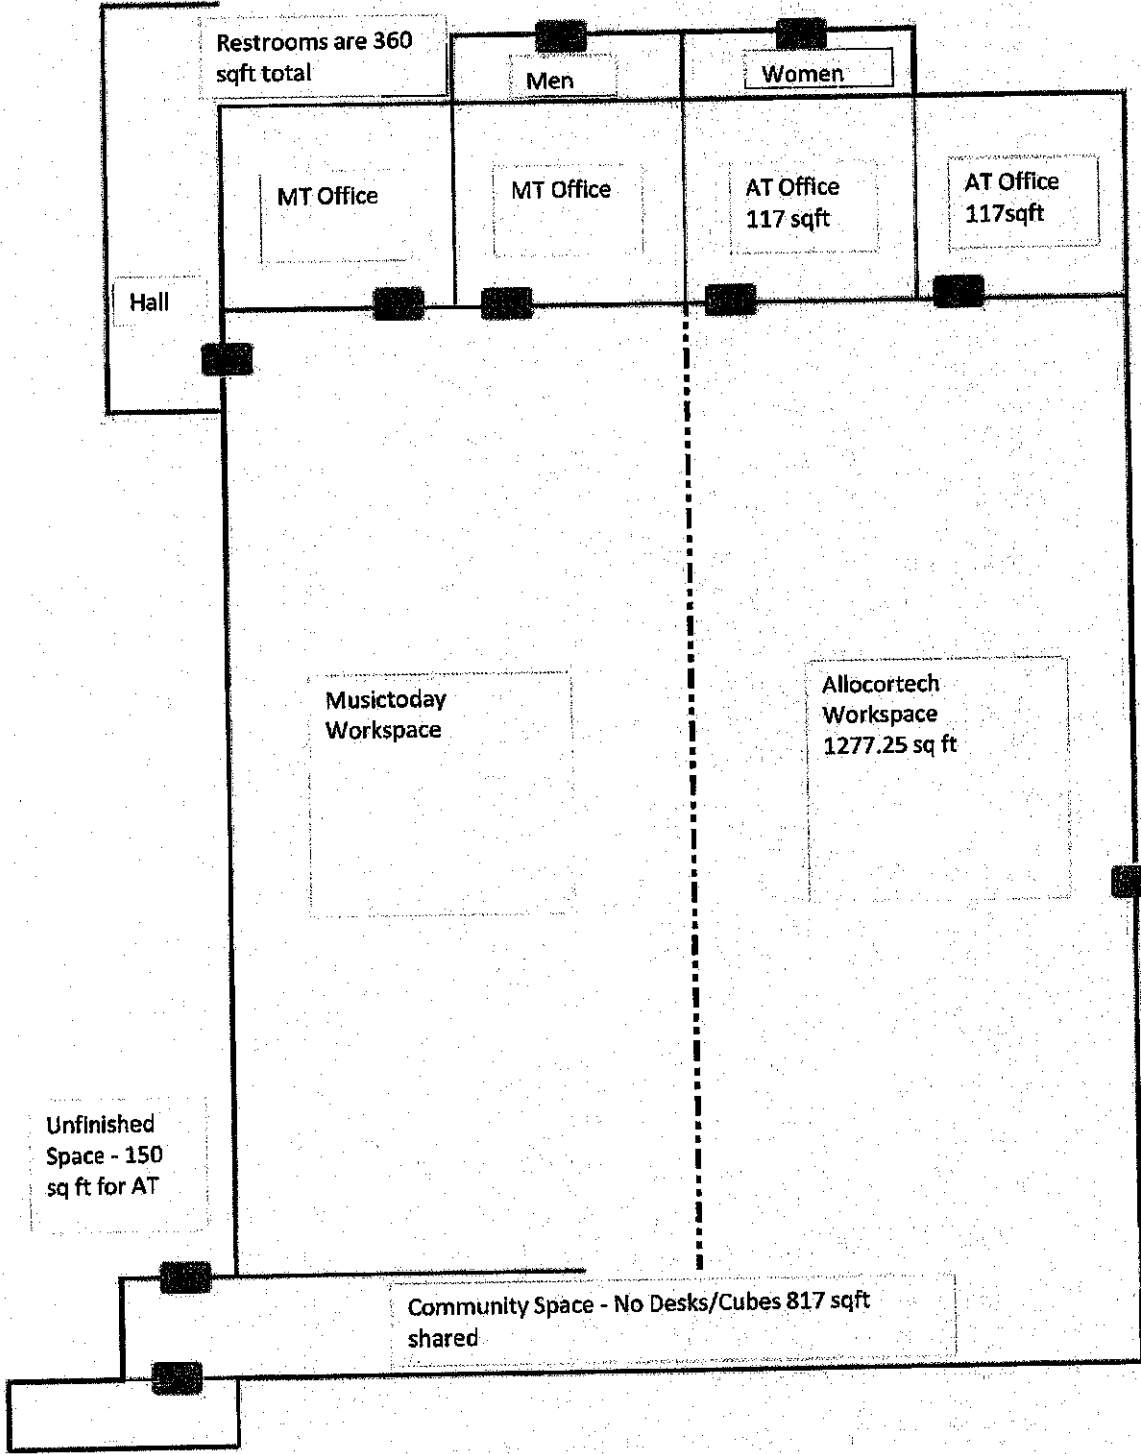 Restrooms are 360
sqft total
Men
Women
MT Office
MT Office
AT Office
117 sqft
AT Office
117sqft
Hall
Musictoday
Workspace
Allocortech
Workspace
1277.25 sq ft
Unfinished
Space - 150
sq ft for AT
Community Space - No Desks/Cubes 817 sqft
shared